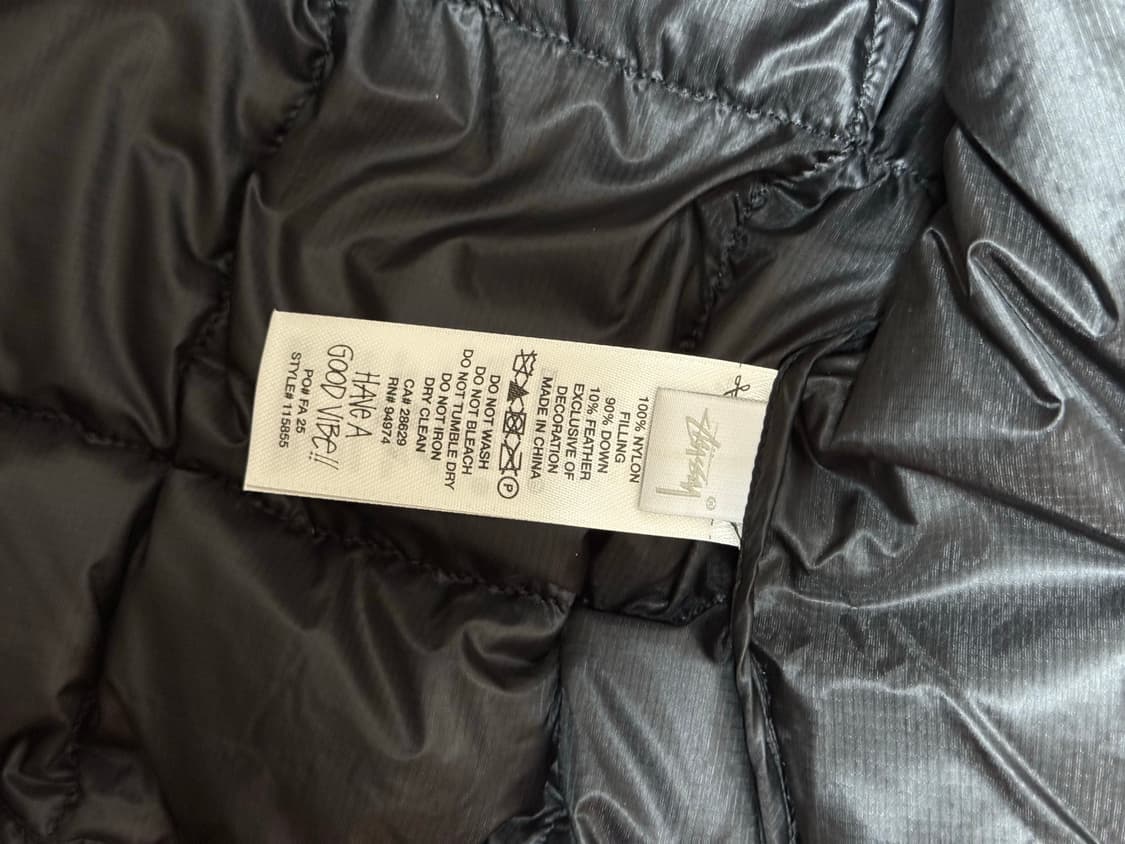 STÜSSY ®
100% NYLON
FILLING
90% DOWN
10% FEATHER
EXCLUSIVE OF
DECORATION
MADE IN CHINA
P
DO NOT WASH
DO NOT BLEACH
DO NOT TUMBLE DRY
DO NOT IRON
DRY CLEAN
CA# 28629
RN# 94974
HAVE A
GOOD VIBE!!
PO# FA 25
STYLE# 115855